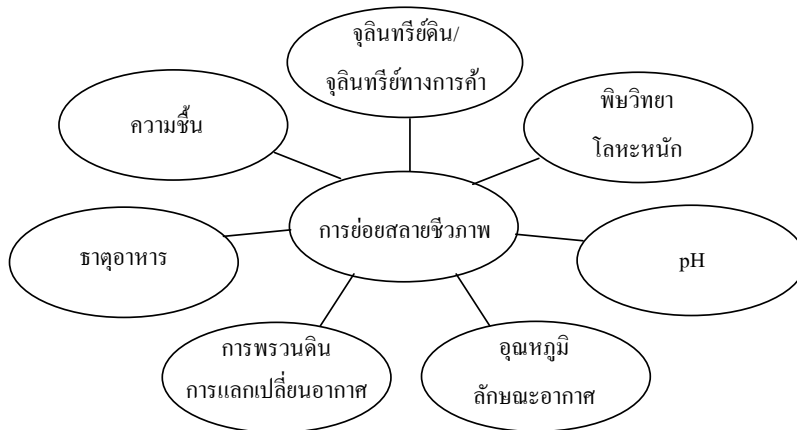 จุลินทรีย์ดิน/
จุลินทรีย์ทางการค้า
ความชื้น
พิษวิทยา
โลหะหนัก
การย่อยสลายชีวภาพ
ธาตุอาหาร
pH
การพรวนดิน
การแลกเปลี่ยนอากาศ
อุณหภูมิ
ลักษณะอากาศ